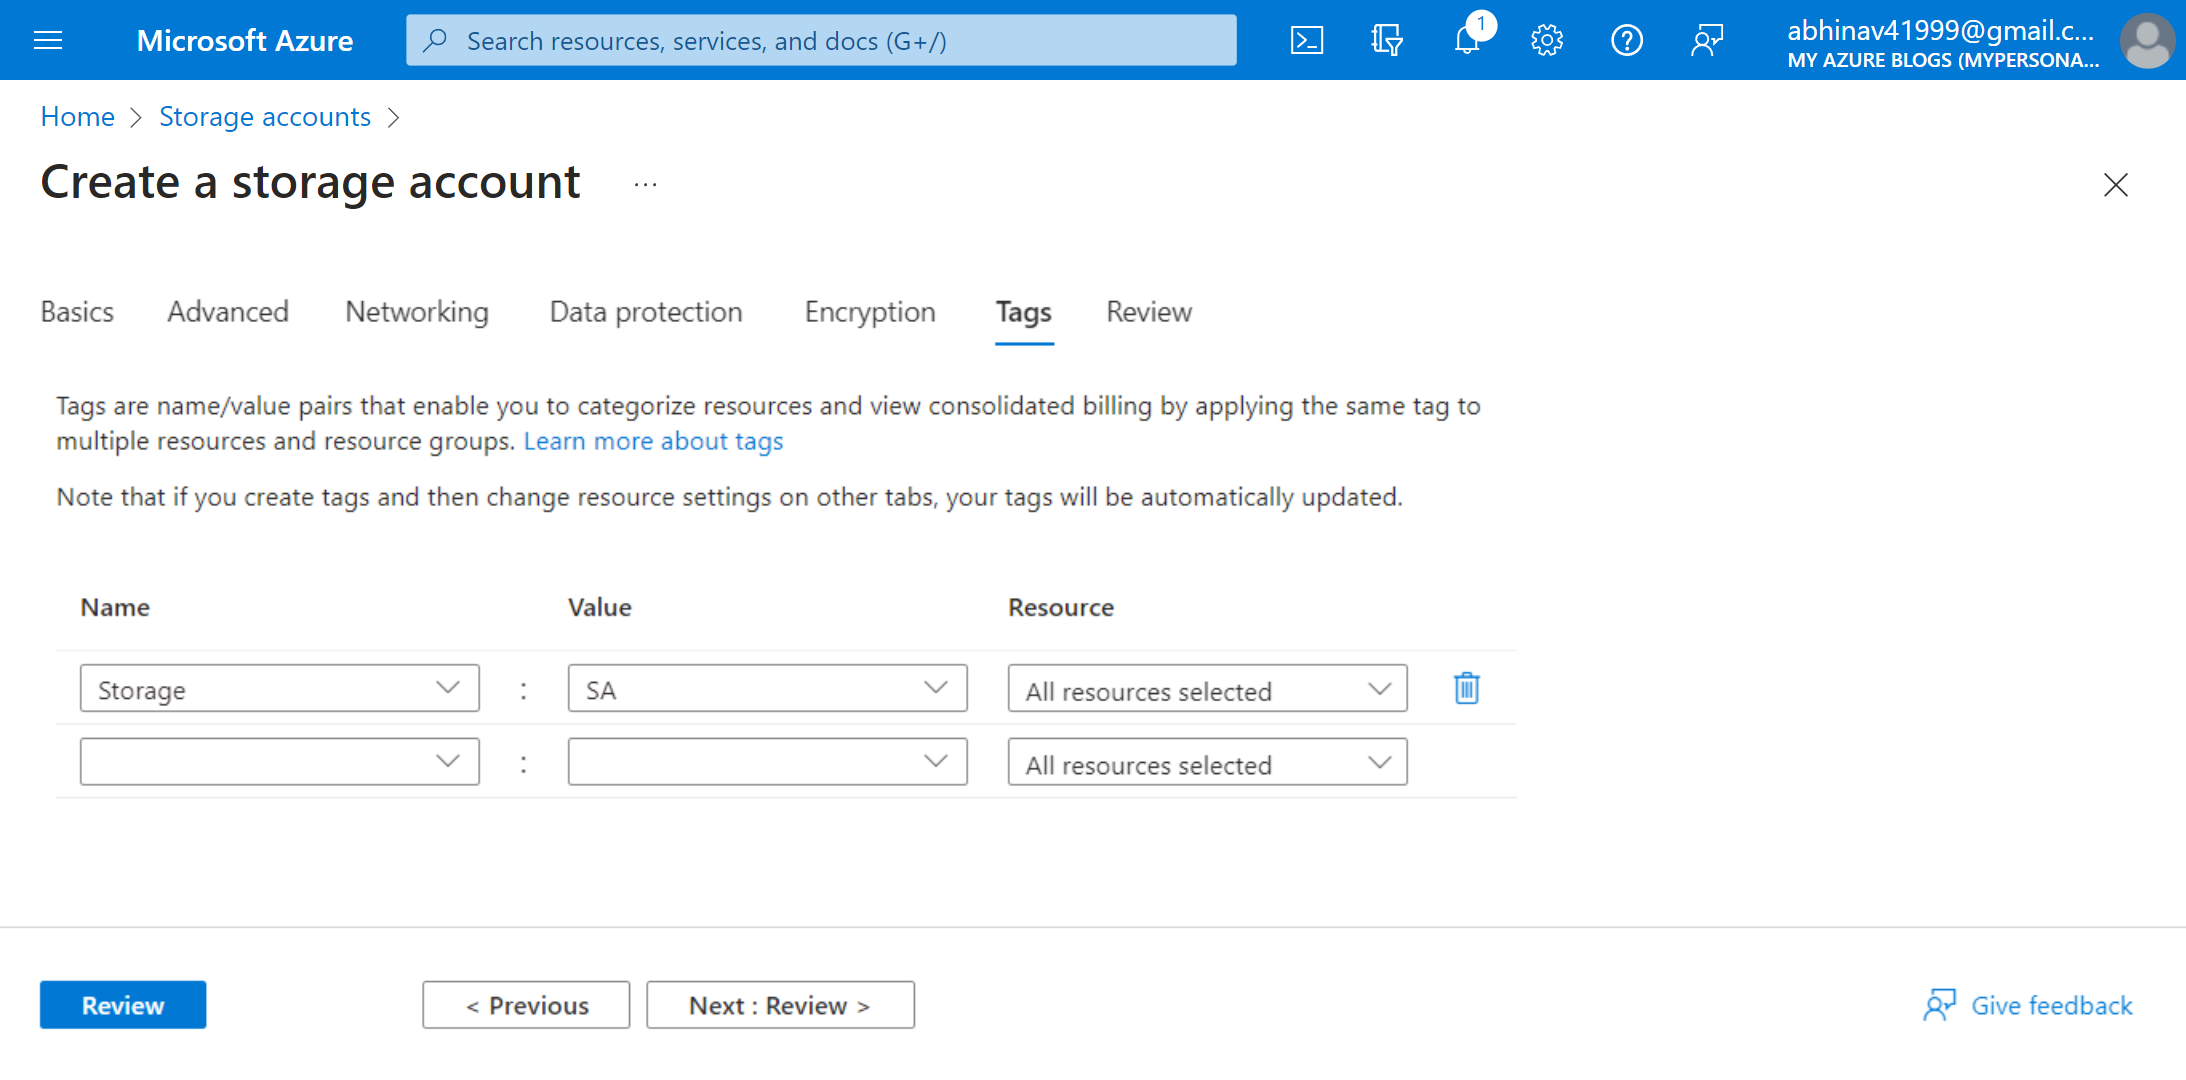 Microsoft Azure
Search resources, services, and docs (G+/)
1
abhinav41999@gmail.c...
MY AZURE BLOGS (MYPERSONA...
Home > Storage accounts >
Create a storage account ...
Basics Advanced Networking Data protection Encryption Tags Review
Tags are name/value pairs that enable you to categorize resources and view consolidated billing by applying the same tag to
multiple resources and resource groups. Learn more about tags
Note that if you create tags and then change resource settings on other tabs, your tags will be automatically updated.
Name Value Resource
Storage : SA All resources selected
: All resources selected
Review < Previous Next : Review > Give feedback